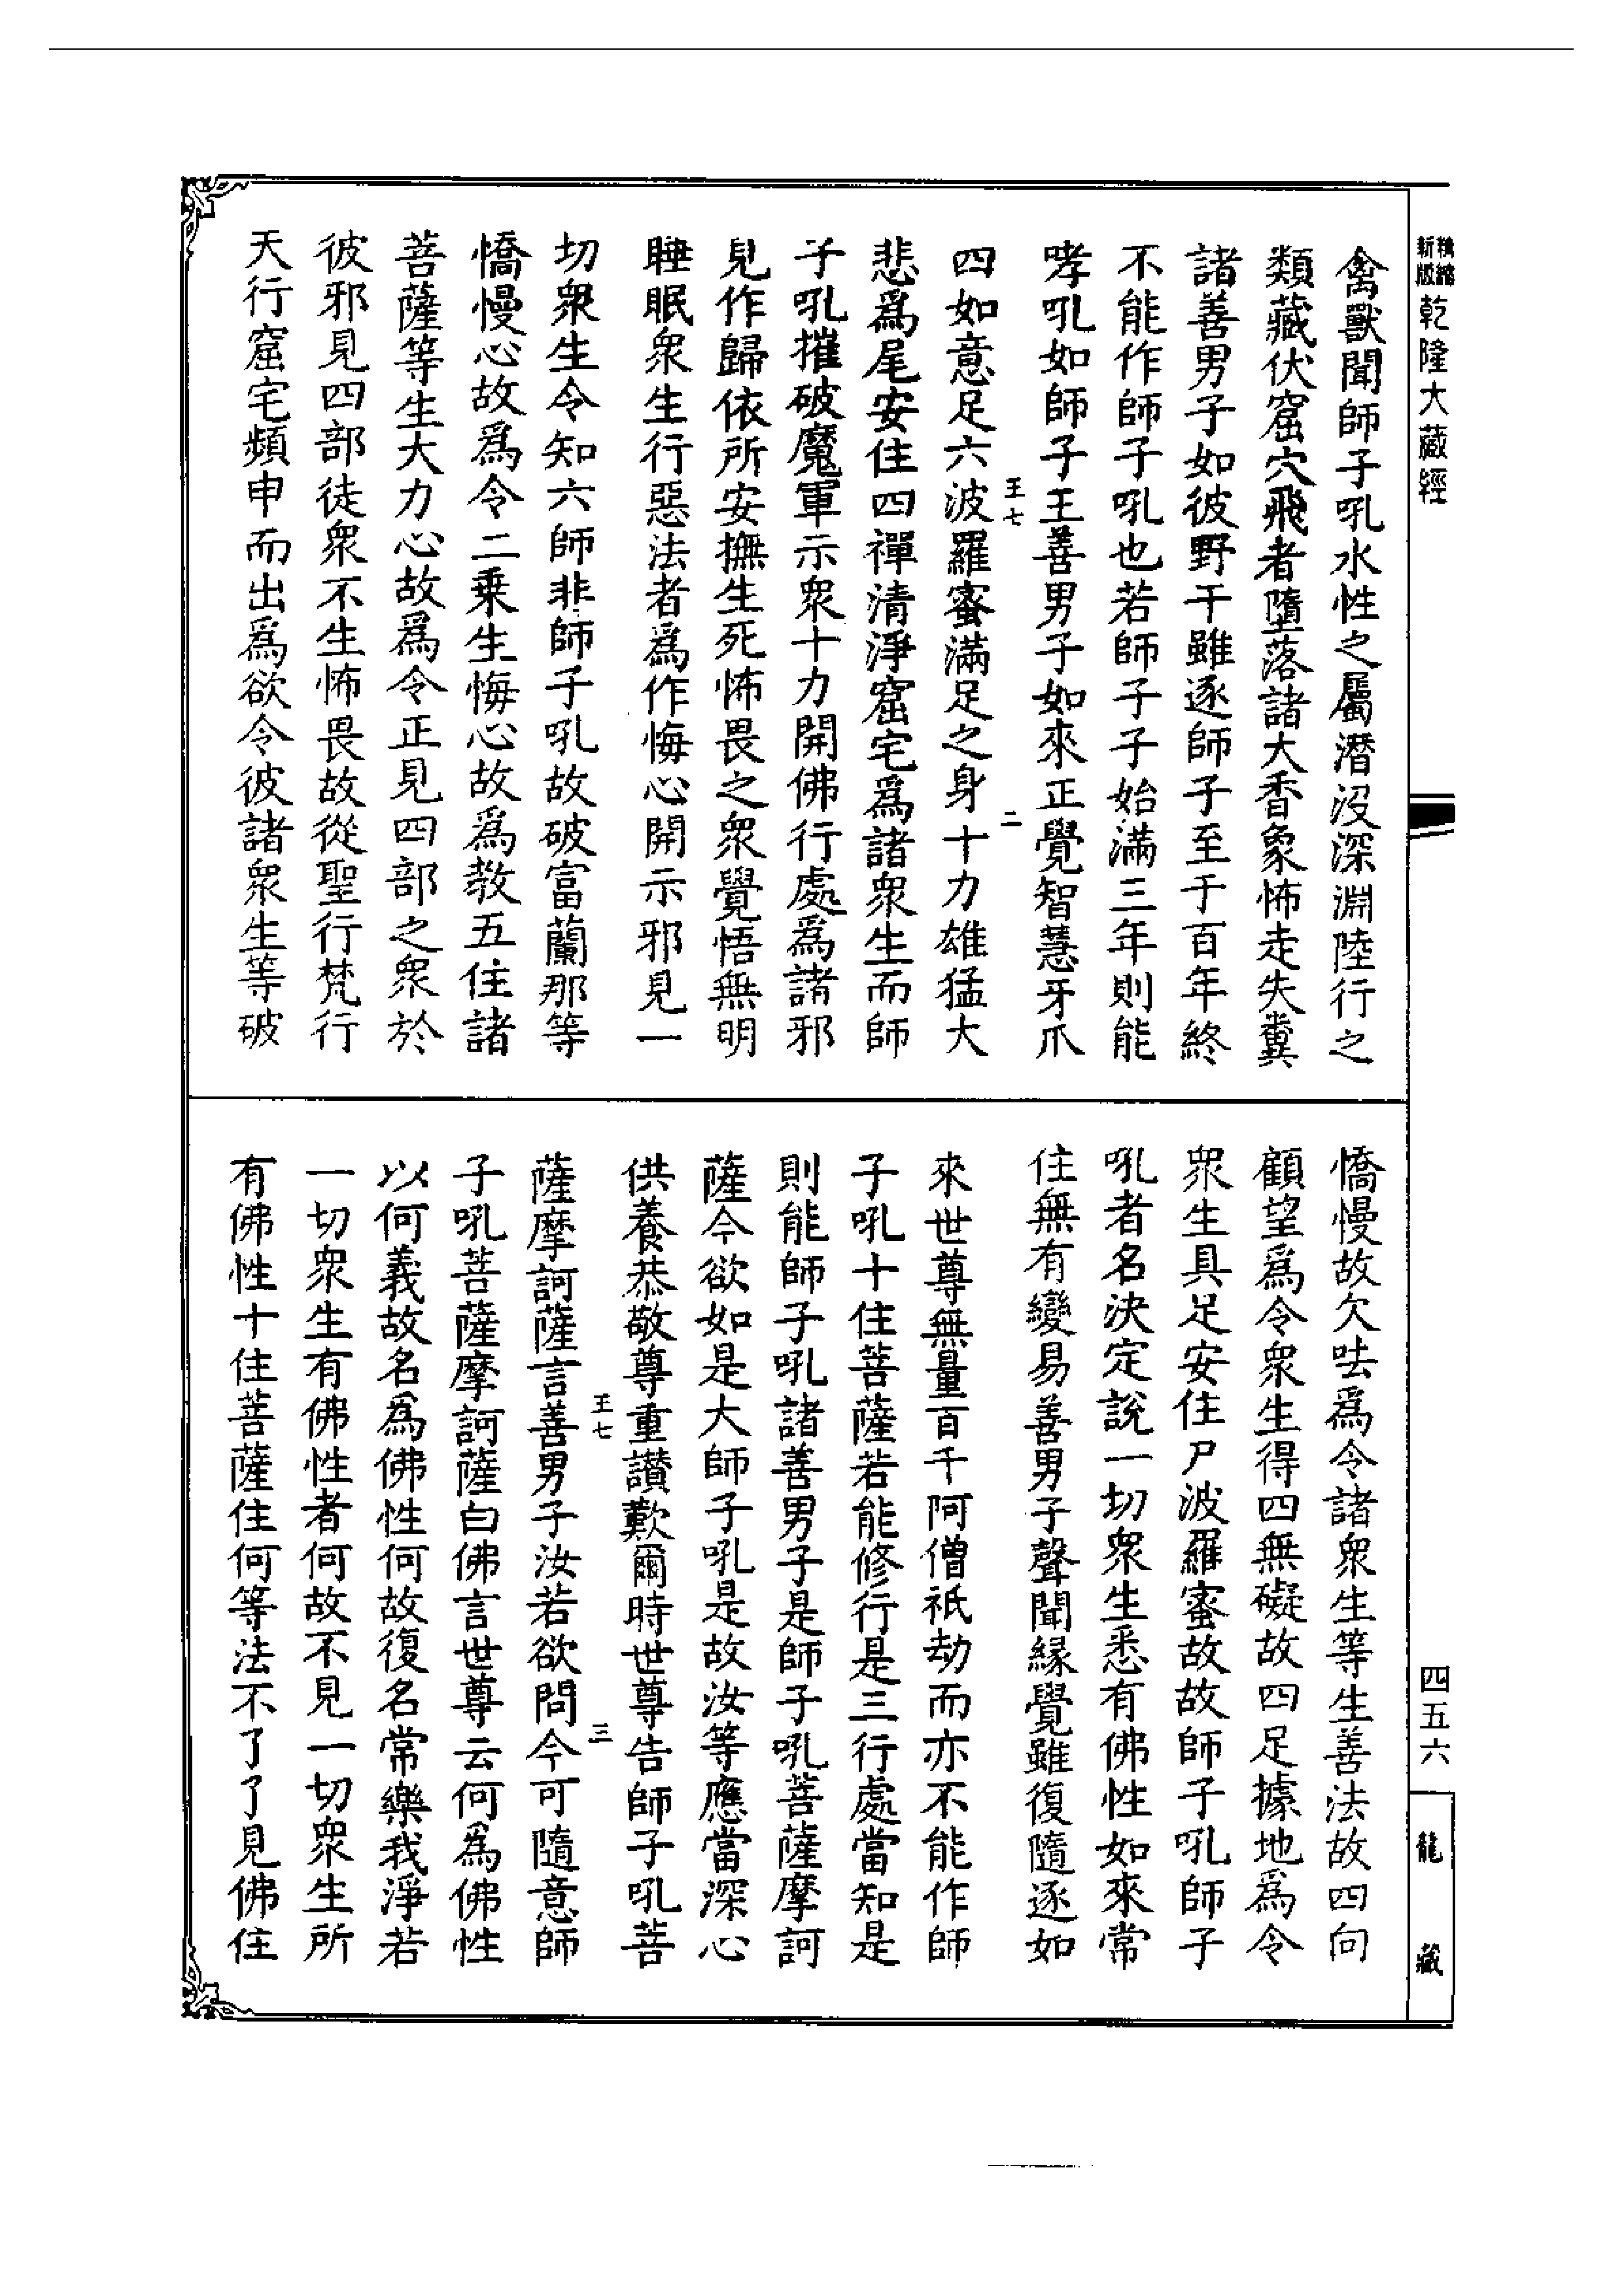 精縮新版乾隆大藏經
禽獸聞師子吼水性之屬潛沒深淵陸行之
類藏伏窟穴飛者墮落諸大香象怖走失糞
諸善男子如彼野干雖逐師子至于百年終
不能作師子吼也若師子子始滿三年則能
哮吼如師子王善男子如來正覺智慧牙爪
王七
二
四如意足六波羅蜜滿足之身十力雄猛大
悲爲尾安住四禪清淨窟宅爲諸衆生而師
子吼摧破魔軍示衆十力開佛行處爲諸邪
見作歸依所安撫生死怖畏之衆覺悟無明
睡眠衆生行惡法者爲作悔心開示邪見一
切衆生令知六師非師子吼故破富蘭那等
憍慢心故爲令二乗生悔心故爲教五住諸
菩薩等生大力心故爲令正見四部之衆於
彼邪見四部徒衆不生怖畏故從聖行梵行
天行窟宅頻申而出爲欲令彼諸衆生等破
憍慢故欠呿爲令諸衆生等生善法故四向
顧望爲令衆生得四無礙故四足據地爲令
衆生具足安住尸波羅蜜故故師子吼師子
吼者名決定說一切衆生悉有佛性如來常
住無有變易善男子聲聞緣覺雖復隨逐如
來世尊無量百千阿僧祇劫而亦不能作師
子吼十住菩薩若能修行是三行處當知是
則能師子吼諸善男子是師子吼菩薩摩訶
薩今欲如是大師子吼是故汝等應當深心
供養恭敬尊重讚歎爾時世尊告師子吼菩
王七
三
薩摩訶薩言善男子汝若欲問今可隨意師
子吼菩薩摩訶薩白佛言世尊云何爲佛性
以何義故名爲佛性何故復名常樂我淨若
一切衆生有佛性者何故不見一切衆生所
有佛性十住菩薩住何等法不了了見佛住
四五六
龍藏